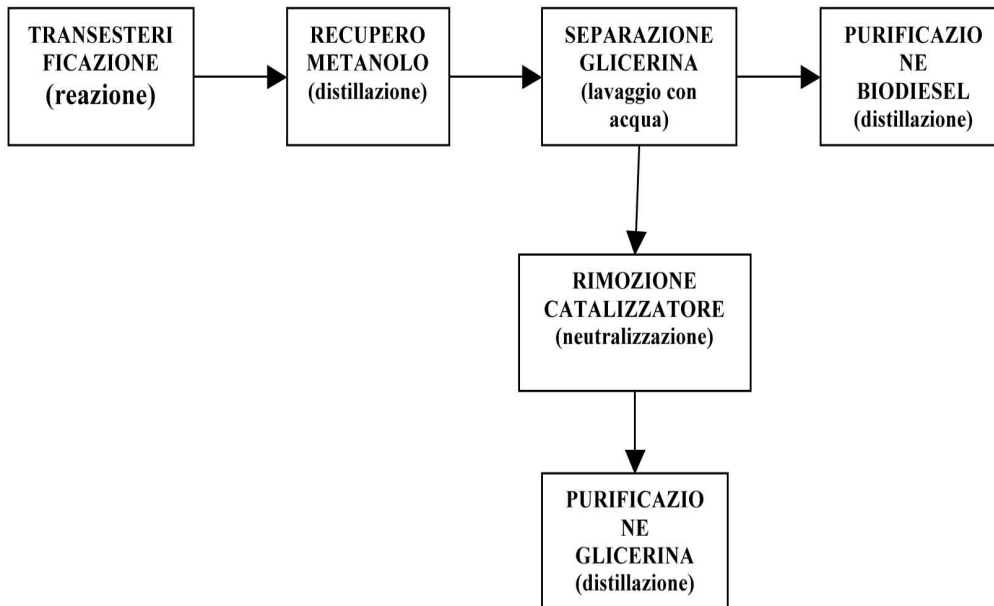 TRANSESTERI
FICAZIONE
(reazione)
RECUPERO
METANOLO
(distillazione)
SEPARAZIONE
GLICERINA
(lavaggio con
acqua)
PURIFICAZIO
NE
BIODIESEL
(distillazione)
RIMOZIONE
CATALIZZATORE
(neutralizzazione)
PURIFICAZIO
NE
GLICERINA
(distillazione)